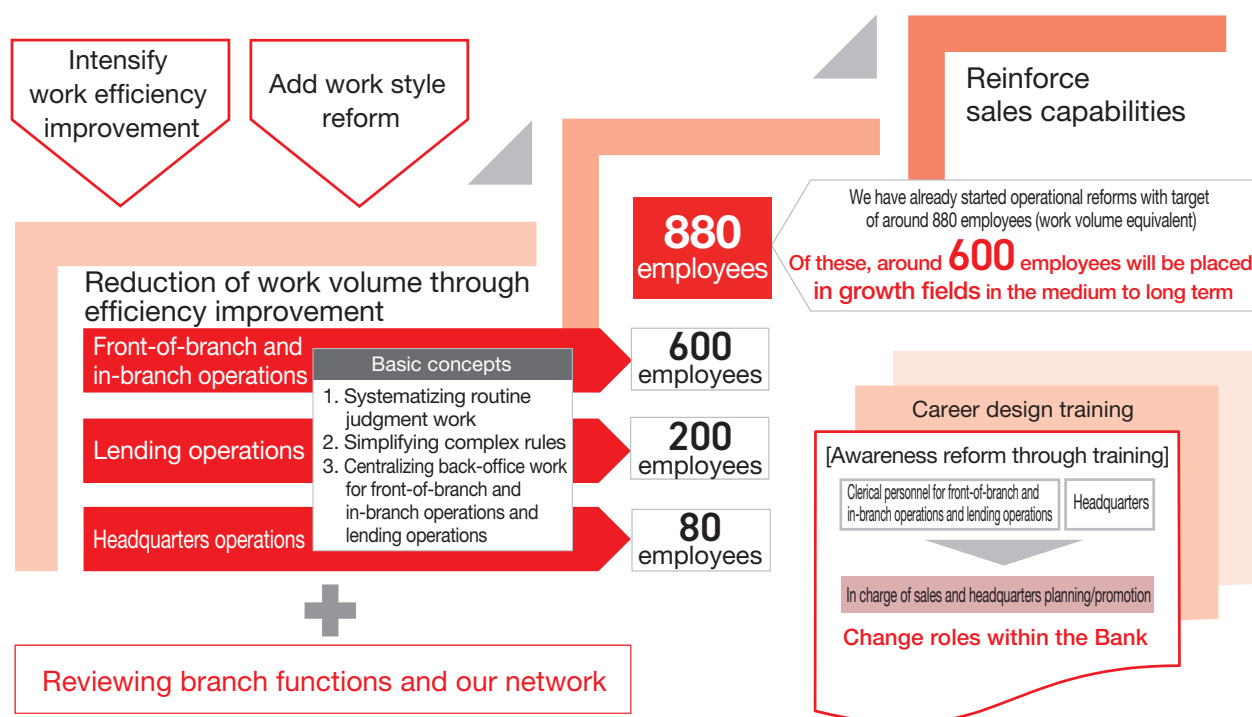 Intensify
work efficiency
improvement
Add work style
reform
Reinforce
sales capabilities
880
employees
We have already started operational reforms with target
of around 880 employees (work volume equivalent)
Of these, around 600 employees will be placed
in growth fields in the medium to long term
Reduction of work volume through
efficiency improvement
Front-of-branch and
in-branch operations
600
employees
Lending operations
200
employees
Headquarters operations
80
employees
Basic concepts
1. Systematizing routine
judgment work
2. Simplifying complex rules
3. Centralizing back-office work
for front-of-branch and
in-branch operations and
lending operations
Reviewing branch functions and our network
Career design training
[Awareness reform through training]
Clerical personnel for front-of-branch and
in-branch operations and lending operations
Headquarters
In charge of sales and headquarters planning/promotion
Change roles within the Bank